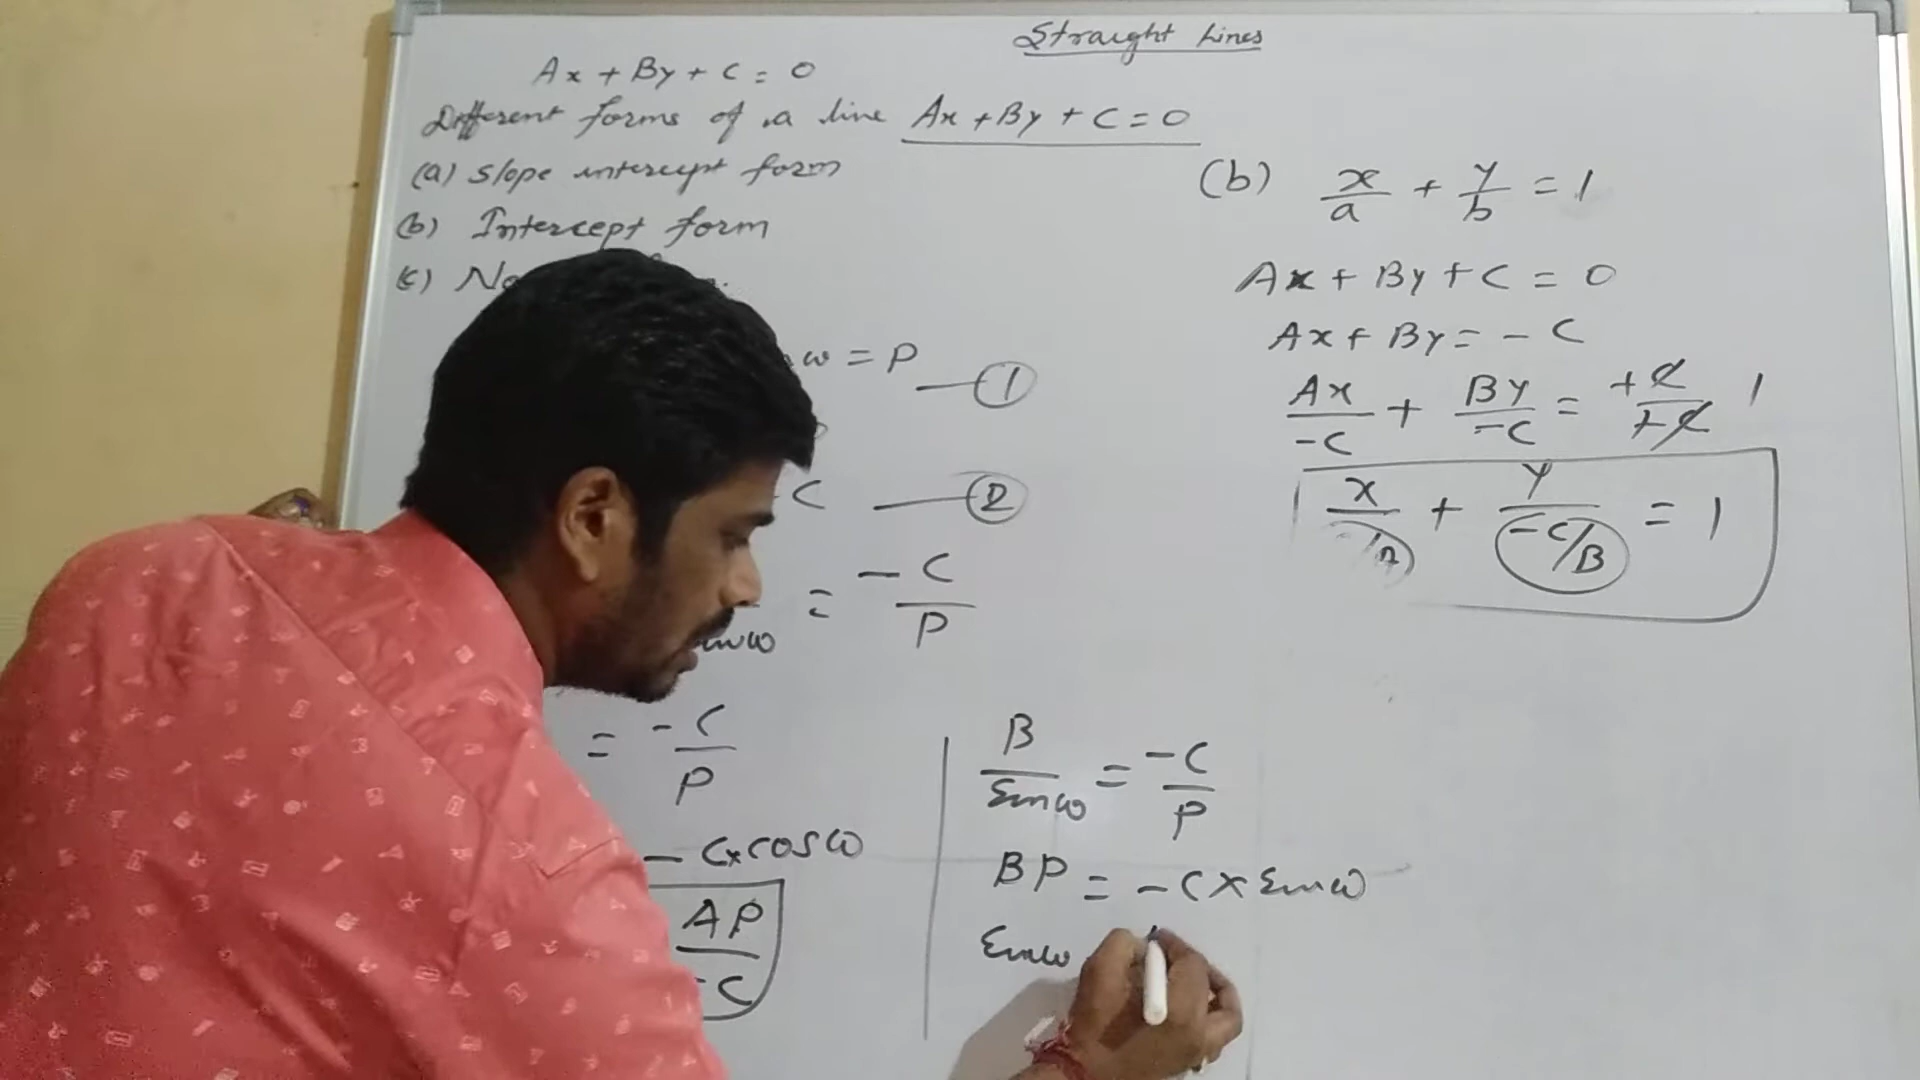 Straight Lines
Ax + By + C = 0
Different forms of a line Ax + By + C = 0
(a) Slope intercept form
(b) Intercept form
(c)
ω = P —(1)
C —(2)
sinω = -C/P
= -C/P
- C×cosω
AP/-C
B/sinω = -C/P
BP = -C × sinω
sinω
(b) x/a + y/b = 1
Ax + By + C = 0
Ax + By = - C
Ax/-C + By/-C = +C/+C 1
x/-/A + y/-C/B = 1